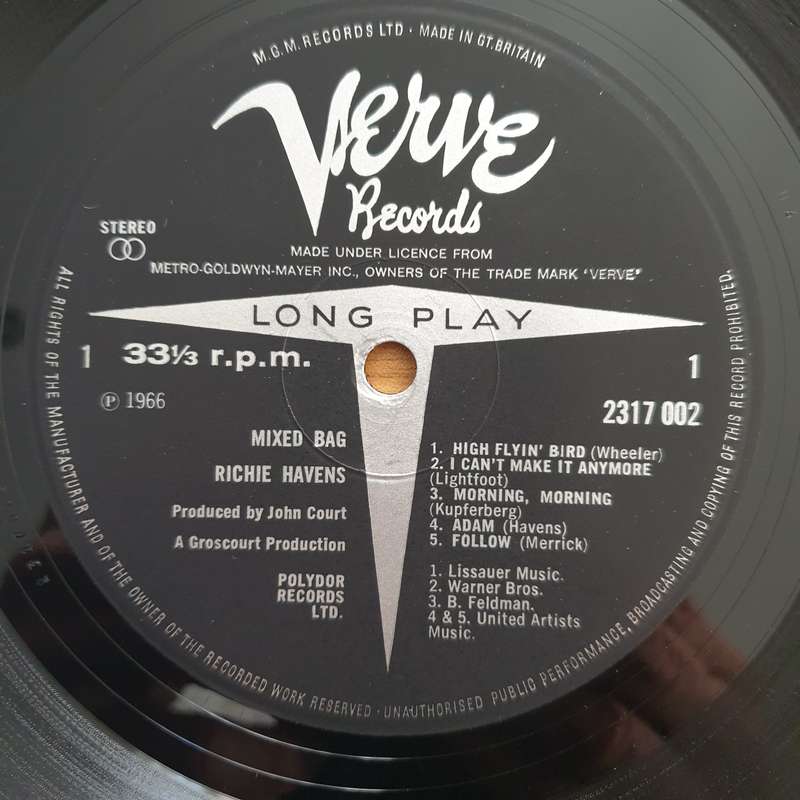 M.G.M. RECORDS LTD · MADE IN GT. BRITAIN
Verve
Records
STEREO
MADE UNDER LICENCE FROM
METRO-GOLDWYN-MAYER INC., OWNERS OF THE TRADE MARK 'VERVE'
LONG PLAY
1 33⅓ r.p.m.
1
℗ 1966
2317 002
MIXED BAG
RICHIE HAVENS
Produced by John Court
A Groscourt Production
POLYDOR
RECORDS
LTD.
1. HIGH FLYIN' BIRD (Wheeler)
2. I CAN'T MAKE IT ANYMORE
(Lightfoot)
3. MORNING, MORNING
(Kupferberg)
4. ADAM (Havens)
5. FOLLOW (Merrick)
1. Lissauer Music.
2. Warner Bros.
3. B. Feldman.
4 & 5. United Artists
Music.
ALL RIGHTS OF THE MANUFACTURER AND OF THE OWNER OF THE RECORDED WORK RESERVED · UNAUTHORISED PUBLIC PERFORMANCE, BROADCASTING AND COPYING OF THIS RECORD PROHIBITED.